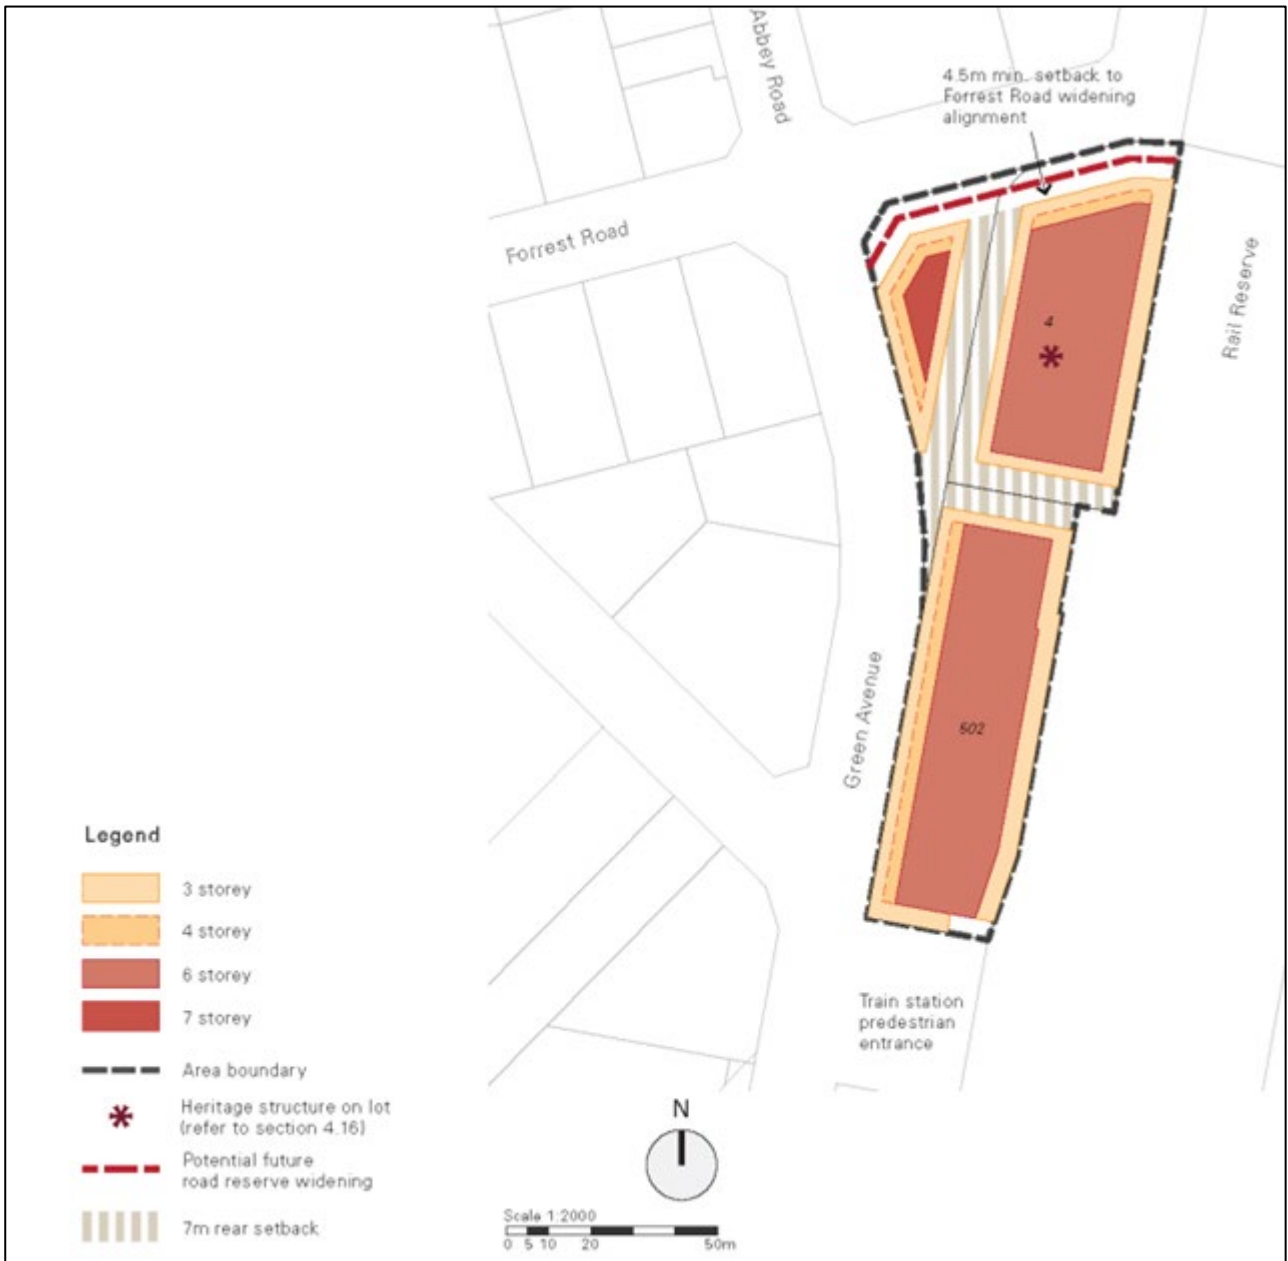 Abbey Road
4.5m min. setback to
Forrest Road widening
alignment
Forrest Road
Rail Reserve
4
Green Avenue
502
Legend
3 storey
4 storey
6 storey
7 storey
Area boundary
Heritage structure on lot
(refer to section 4.16)
Potential future
road reserve widening
7m rear setback
Train station
predestrian
entrance
N
Scale 1:2000
0 5 10 20 50m